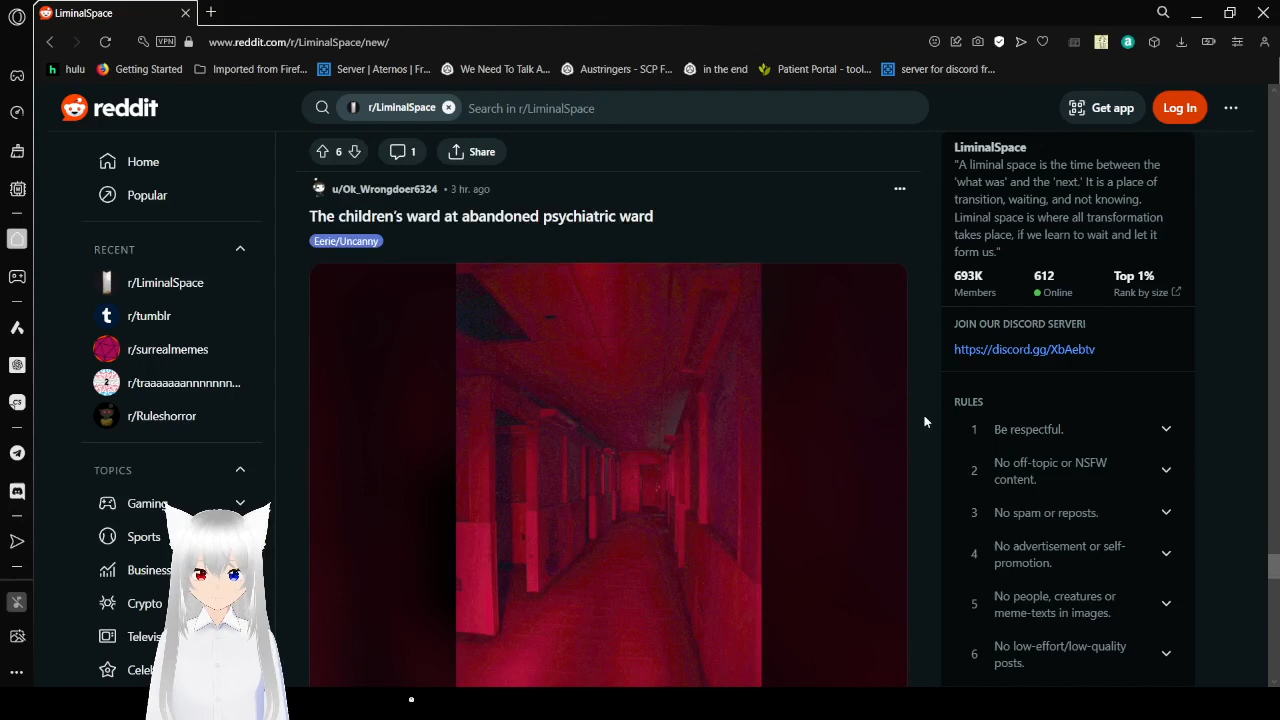 LiminalSpace
VPN
www.reddit.com/r/LiminalSpace/new/
hulu
Getting Started
Imported from Firef...
Server | Aternos | Fr...
We Need To Talk A...
Austringers - SCP F...
in the end
Patient Portal - tool...
server for discord fr...
reddit
r/LiminalSpace
Search in r/LiminalSpace
Get app
Log In
Home
Popular
RECENT
r/LiminalSpace
r/tumblr
r/surrealmemes
r/traaaaaaannnnnnn...
r/Ruleshorror
TOPICS
Gaming
Sports
Business
Crypto
Televis
Celeb
6
1
Share
u/Ok_Wrongdoer6324 • 3 hr. ago
The children's ward at abandoned psychiatric ward
Eerie/Uncanny
LiminalSpace
"A liminal space is the time between the
'what was' and the 'next.' It is a place of
transition, waiting, and not knowing.
Liminal space is where all transformation
takes place, if we learn to wait and let it
form us."
693K 612 Top 1%
Members Online Rank by size
JOIN OUR DISCORD SERVER!
https://discord.gg/XbAebtv
RULES
1 Be respectful.
2 No off-topic or NSFW
content.
3 No spam or reposts.
4 No advertisement or self-
promotion.
5 No people, creatures or
meme-texts in images.
6 No low-effort/low-quality
posts.